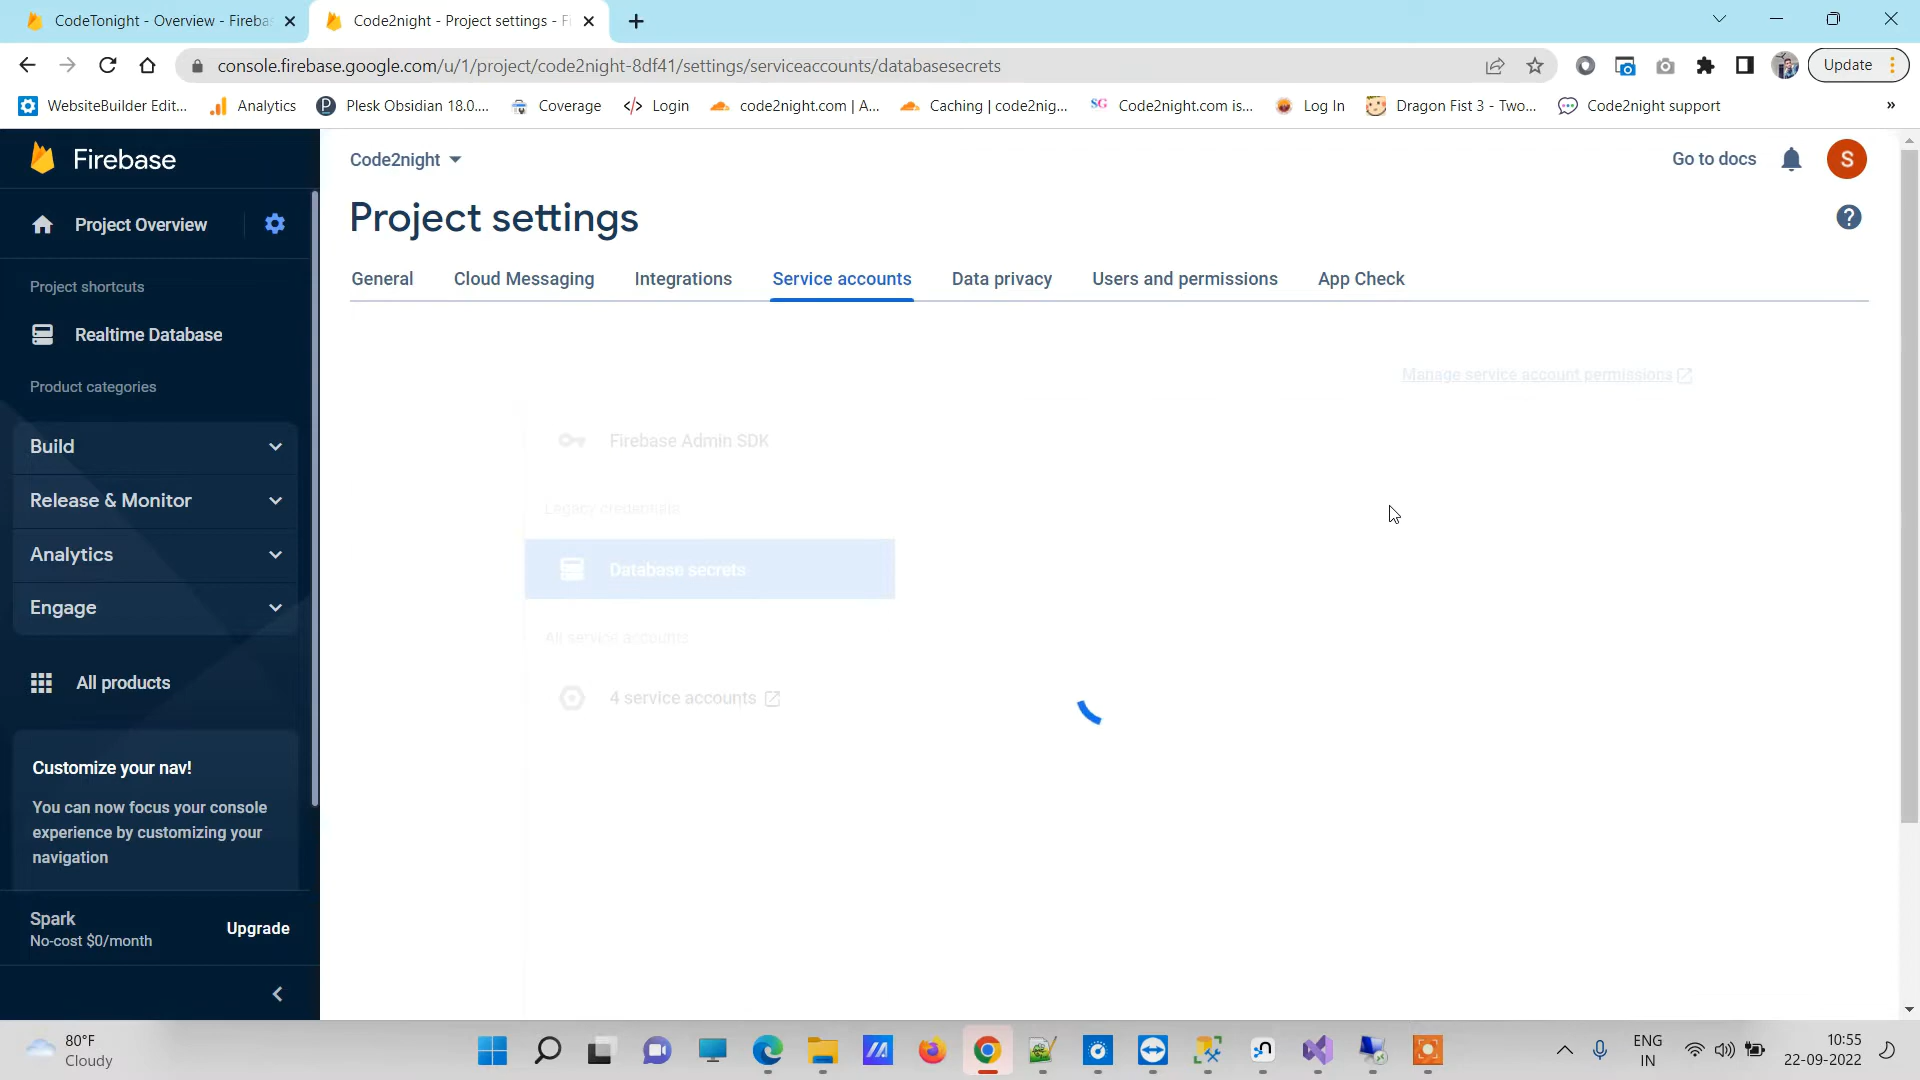 CodeTonight - Overview - Fireba
Code2night - Project settings - F
console.firebase.google.com/u/1/project/code2night-8df41/settings/serviceaccounts/databasesecrets
Update
WebsiteBuilder Edit...
Analytics
Plesk Obsidian 18.0....
Coverage
Login
code2night.com | A...
Caching | code2nig...
SG
Code2night.com is...
Log In
Dragon Fist 3 - Two...
Code2night support
»
Firebase
Code2night
Go to docs
S
Project Overview
Project settings
Project shortcuts
General
Cloud Messaging
Integrations
Service accounts
Data privacy
Users and permissions
App Check
Realtime Database
Product categories
Manage service account permissions
Build
Firebase Admin SDK
Release & Monitor
Legacy credentials
Analytics
Database secrets
Engage
All service accounts
All products
4 service accounts
Customize your nav!
You can now focus your console
experience by customizing your
navigation
Spark
No-cost $0/month
Upgrade
80°F
Cloudy
ENG
IN
10:55
22-09-2022